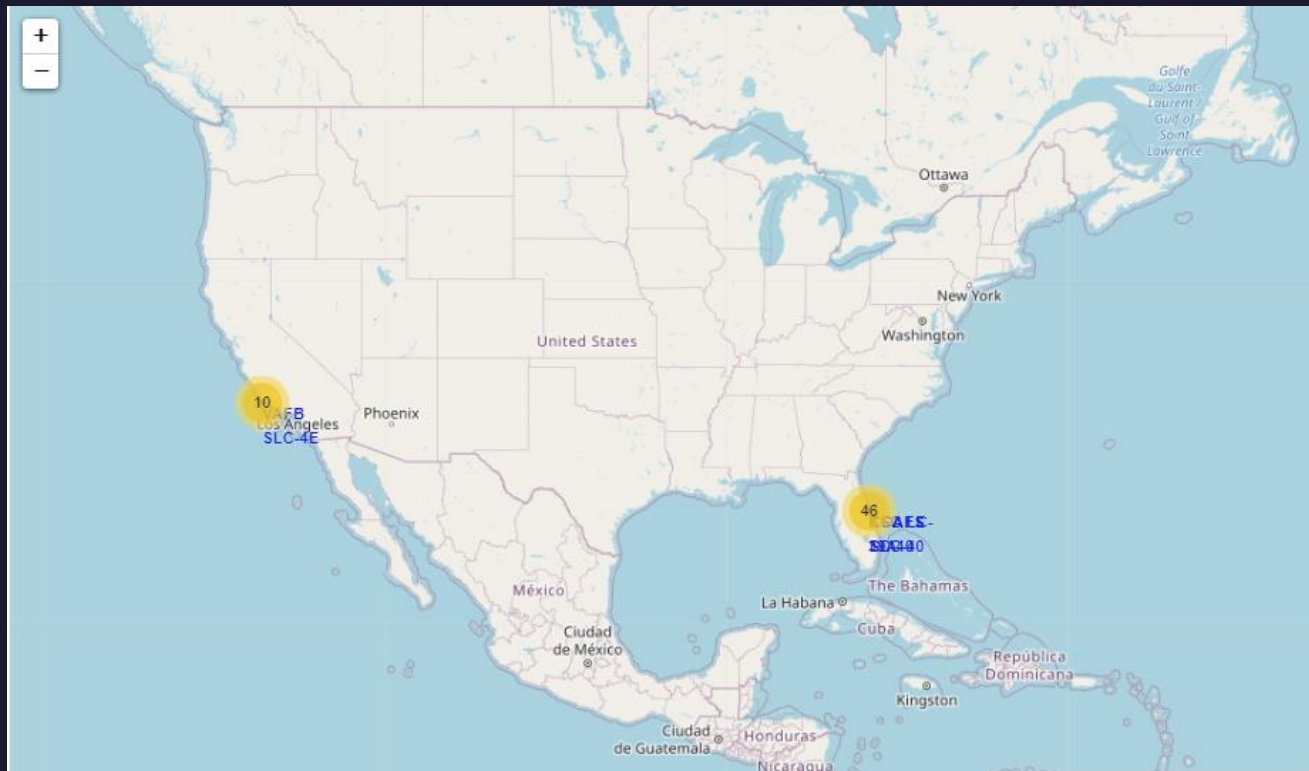 +
−
Golfe
du Saint-
Laurent /
Gulf of
Saint
Lawrence
Ottawa
New York
Washington
United States
10
VAFB
Los Angeles
SLC-4E
Phoenix
46
The Bahamas
La Habana
México
Cuba
Ciudad
de México
República
Dominicana
Kingston
Ciudad
de Guatemala
Honduras
Nicaragua